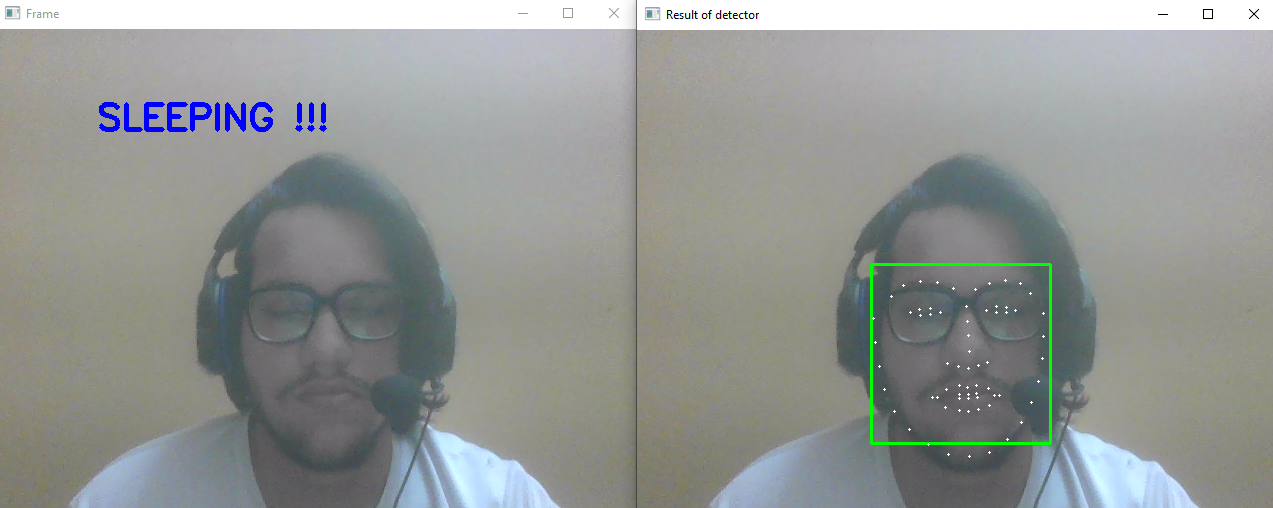 Frame
Result of detector
SLEEPING !!!